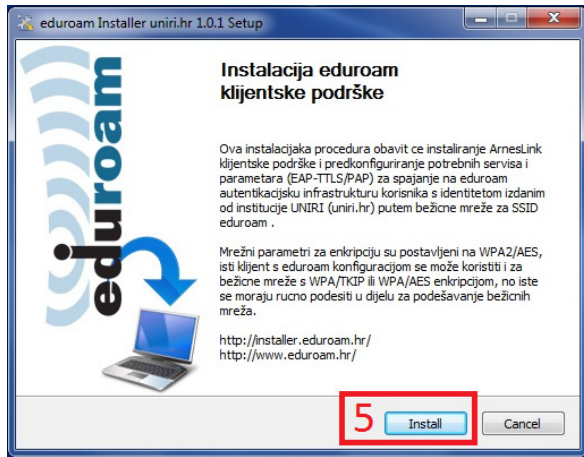 eduroam Installer uniri.hr 1.0.1 Setup
eduroam
Instalacija eduroam
klijentske podrške
Ova instalacijaka procedura obavit ce instaliranje ArnesLink
klijentske podrške i predkonfiguriranje potrebnih servisa i
parametara (EAP-TTLS/PAP) za spajanje na eduroam
autentikacijsku infrastrukturu korisnika s identitetom izdanim
od institucije UNIRI (uniri.hr) putem bežicne mreže za SSID
eduroam .
Mrežni parametri za enkripciju su postavljeni na WPA2/AES,
isti klijent s eduroam konfiguracijom se može koristiti i za
bežicne mreže s WPA/TKIP ili WPA/AES enkripcijom, no iste
se moraju rucno podesiti u dijelu za podešavanje bežicnih
mreža.
http://installer.eduroam.hr/
http://www.eduroam.hr/
5 Install Cancel